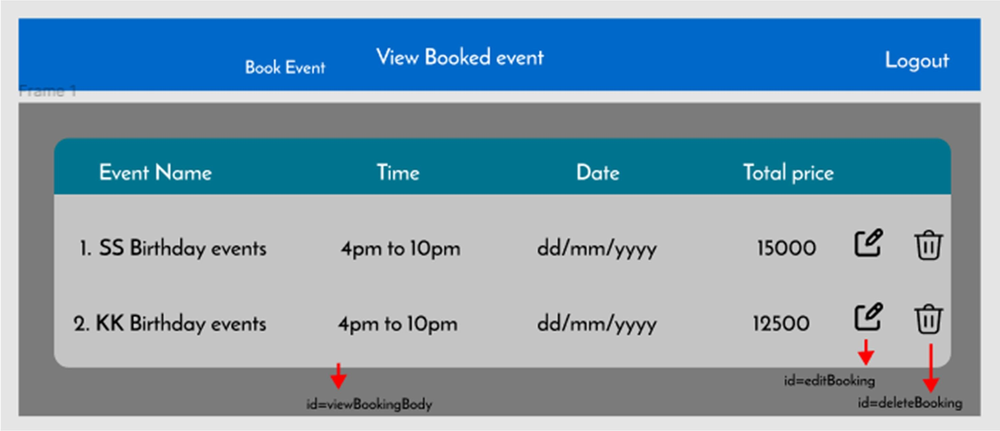 Book Event View Booked event Logout
Frame 1
Event Name Time Date Total price
1. SS Birthday events 4pm to 10pm dd/mm/yyyy 15000
2. KK Birthday events 4pm to 10pm dd/mm/yyyy 12500
id=editBooking
id=viewBookingBody
id=deleteBooking